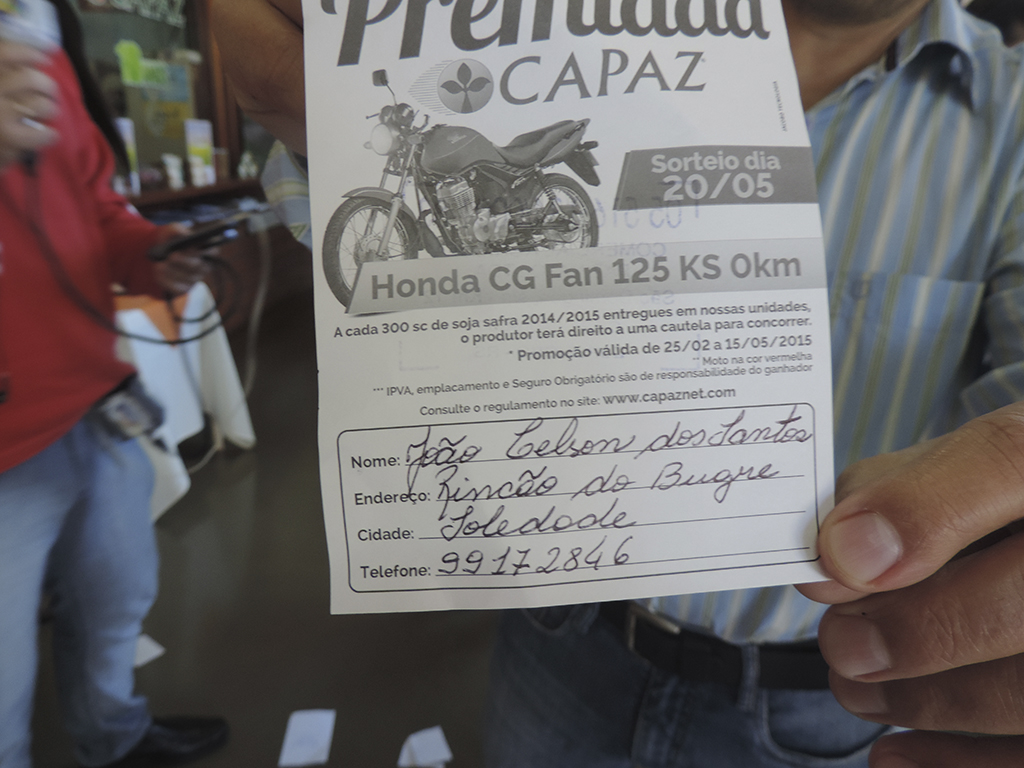 Premiada
CAPAZ
Sorteio dia
20/05
Honda CG Fan 125 KS 0km
A cada 300 sc de soja safra 2014/2015 entregues em nossas unidades,
o produtor terá direito a uma cautela para concorrer.
* Promoção válida de 25/02 a 15/05/2015
** Moto na cor vermelha
*** IPVA, emplacamento e Seguro Obrigatório são de responsabilidade do ganhador
Consulte o regulamento no site: www.capaznet.com
Nome: João Celson dos Santos
Endereço: Rincão do Bugre
Cidade: Soledade
Telefone: 99172846